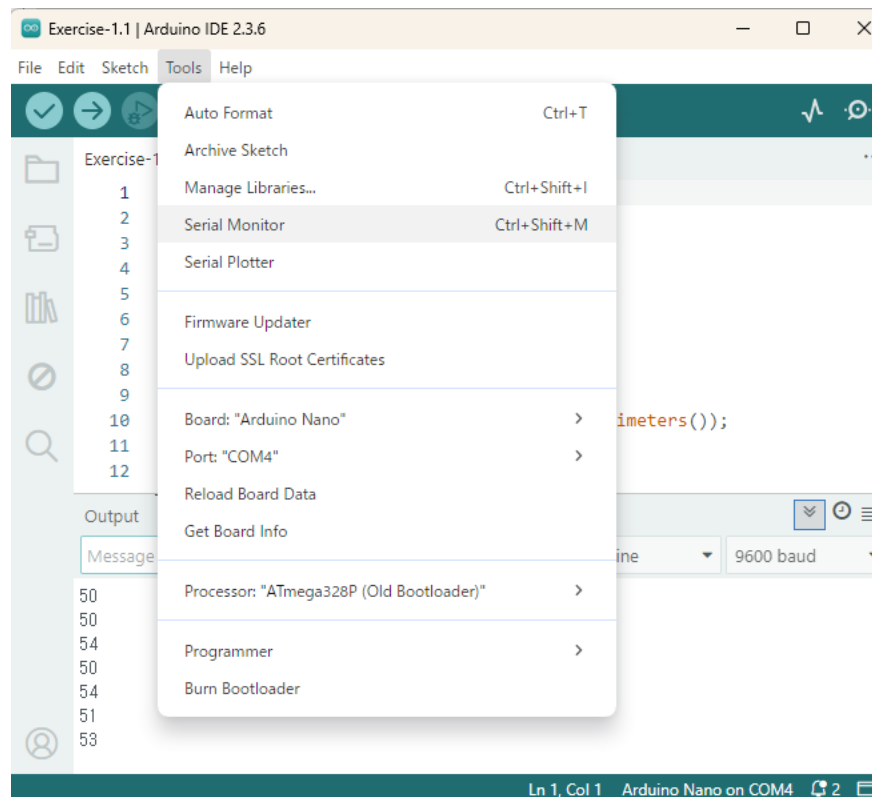 Exercise-1.1 | Arduino IDE 2.3.6
File Edit Sketch Tools Help
Auto Format Ctrl+T
Archive Sketch
Manage Libraries... Ctrl+Shift+I
Serial Monitor Ctrl+Shift+M
Serial Plotter
Firmware Updater
Upload SSL Root Certificates
Board: "Arduino Nano"
Port: "COM4"
Reload Board Data
Get Board Info
Processor: "ATmega328P (Old Bootloader)"
Programmer
Burn Bootloader
Exercise-1
1
2
3
4
5
6
7
8
9
10 imeters());
11
12
Output
Message ine 9600 baud
50
50
54
50
54
51
53
Ln 1, Col 1 Arduino Nano on COM4 2